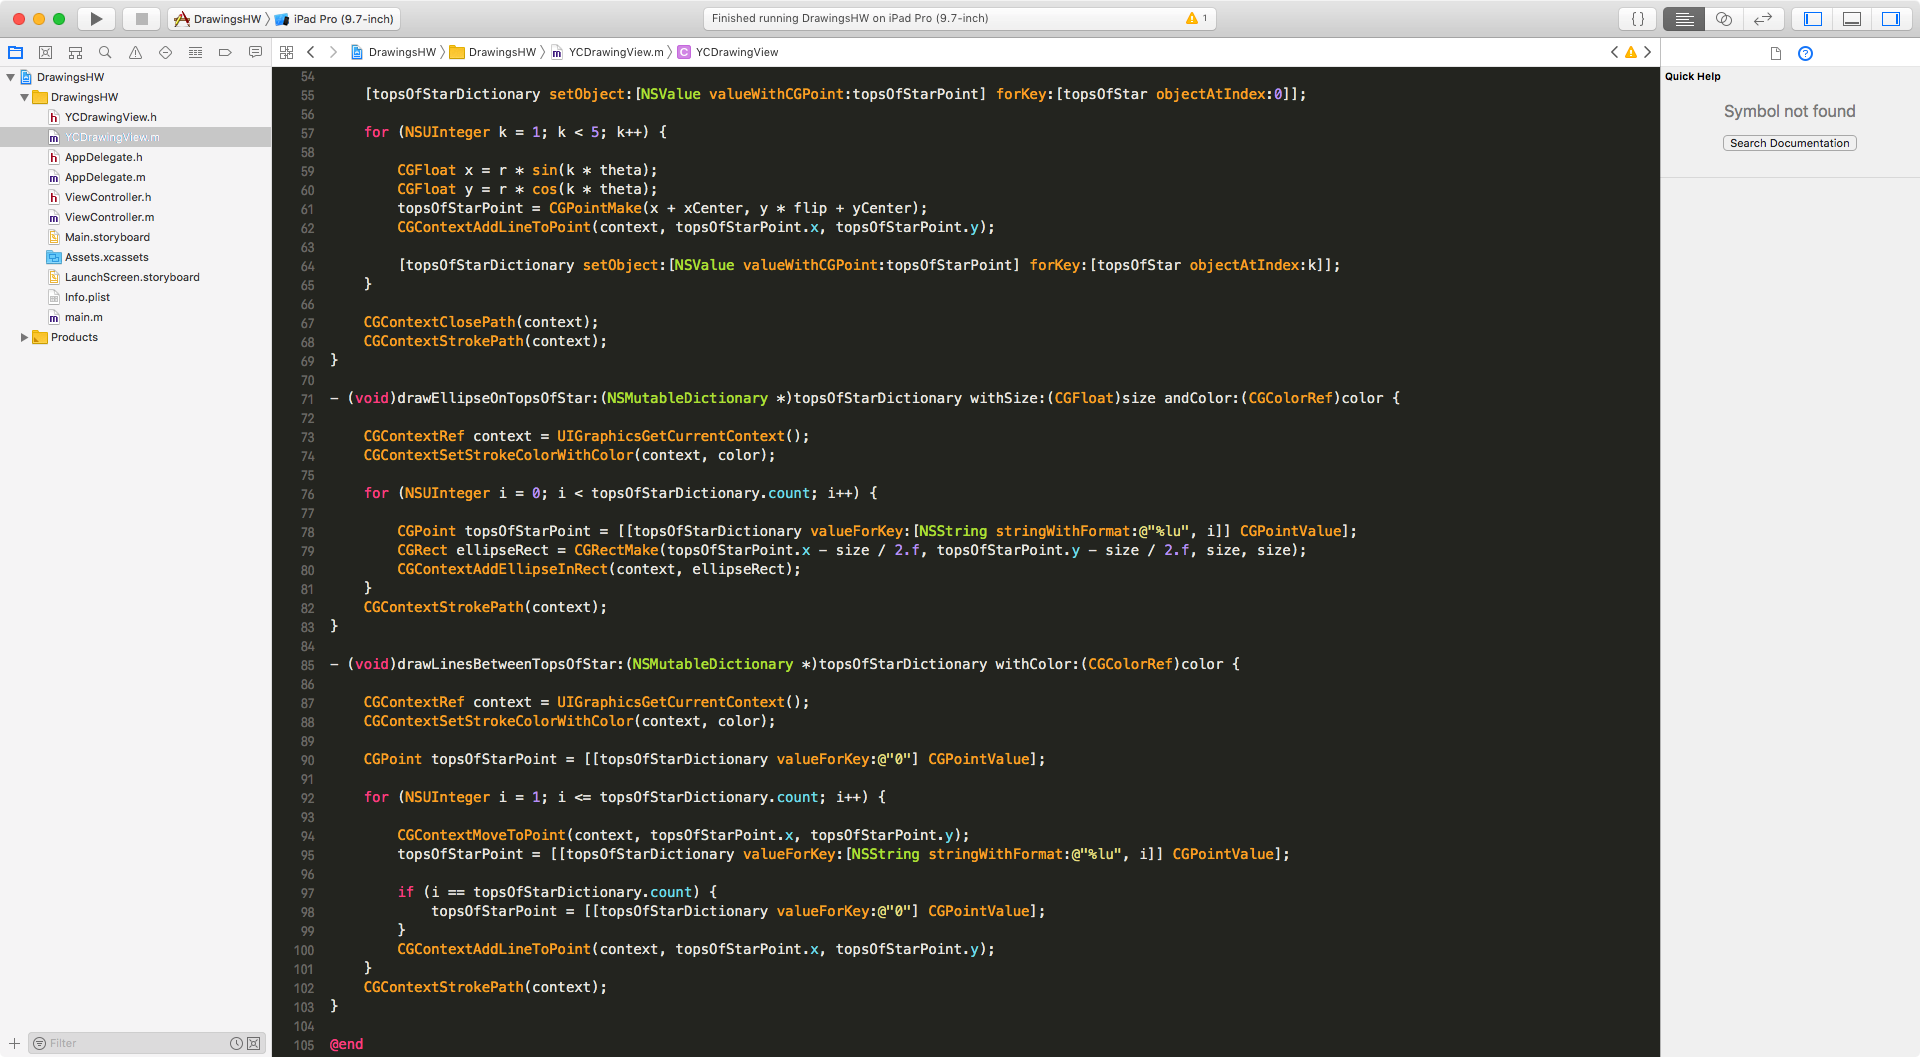 DrawingsHW iPad Pro (9.7-inch)
Finished running DrawingsHW on iPad Pro (9.7-inch) 1
DrawingsHW DrawingsHW YCDrawingView.m C YCDrawingView
DrawingsHW
DrawingsHW
YCDrawingView.h
YCDrawingView.m
AppDelegate.h
AppDelegate.m
ViewController.h
ViewController.m
Main.storyboard
Assets.xcassets
LaunchScreen.storyboard
Info.plist
main.m
Products
Filter
54
55 [topsOfStarDictionary setObject:[NSValue valueWithCGPoint:topsOfStarPoint] forKey:[topsOfStar objectAtIndex:0]];
56
57 for (NSUInteger k = 1; k < 5; k++) {
58
59 CGFloat x = r * sin(k * theta);
60 CGFloat y = r * cos(k * theta);
61 topsOfStarPoint = CGPointMake(x + xCenter, y * flip + yCenter);
62 CGContextAddLineToPoint(context, topsOfStarPoint.x, topsOfStarPoint.y);
63
64 [topsOfStarDictionary setObject:[NSValue valueWithCGPoint:topsOfStarPoint] forKey:[topsOfStar objectAtIndex:k]];
65 }
66
67 CGContextClosePath(context);
68 CGContextStrokePath(context);
69 }
70
71 - (void)drawEllipseOnTopsOfStar:(NSMutableDictionary *)topsOfStarDictionary withSize:(CGFloat)size andColor:(CGColorRef)color {
72
73 CGContextRef context = UIGraphicsGetCurrentContext();
74 CGContextSetStrokeColorWithColor(context, color);
75
76 for (NSUInteger i = 0; i < topsOfStarDictionary.count; i++) {
77
78 CGPoint topsOfStarPoint = [[topsOfStarDictionary valueForKey:[NSString stringWithFormat:@"%lu", i]] CGPointValue];
79 CGRect ellipseRect = CGRectMake(topsOfStarPoint.x - size / 2.f, topsOfStarPoint.y - size / 2.f, size, size);
80 CGContextAddEllipseInRect(context, ellipseRect);
81 }
82 CGContextStrokePath(context);
83 }
84
85 - (void)drawLinesBetweenTopsOfStar:(NSMutableDictionary *)topsOfStarDictionary withColor:(CGColorRef)color {
86
87 CGContextRef context = UIGraphicsGetCurrentContext();
88 CGContextSetStrokeColorWithColor(context, color);
89
90 CGPoint topsOfStarPoint = [[topsOfStarDictionary valueForKey:@"0"] CGPointValue];
91
92 for (NSUInteger i = 1; i <= topsOfStarDictionary.count; i++) {
93
94 CGContextMoveToPoint(context, topsOfStarPoint.x, topsOfStarPoint.y);
95 topsOfStarPoint = [[topsOfStarDictionary valueForKey:[NSString stringWithFormat:@"%lu", i]] CGPointValue];
96
97 if (i == topsOfStarDictionary.count) {
98 topsOfStarPoint = [[topsOfStarDictionary valueForKey:@"0"] CGPointValue];
99 }
100 CGContextAddLineToPoint(context, topsOfStarPoint.x, topsOfStarPoint.y);
101 }
102 CGContextStrokePath(context);
103 }
104
105 @end
Quick Help
Symbol not found
Search Documentation